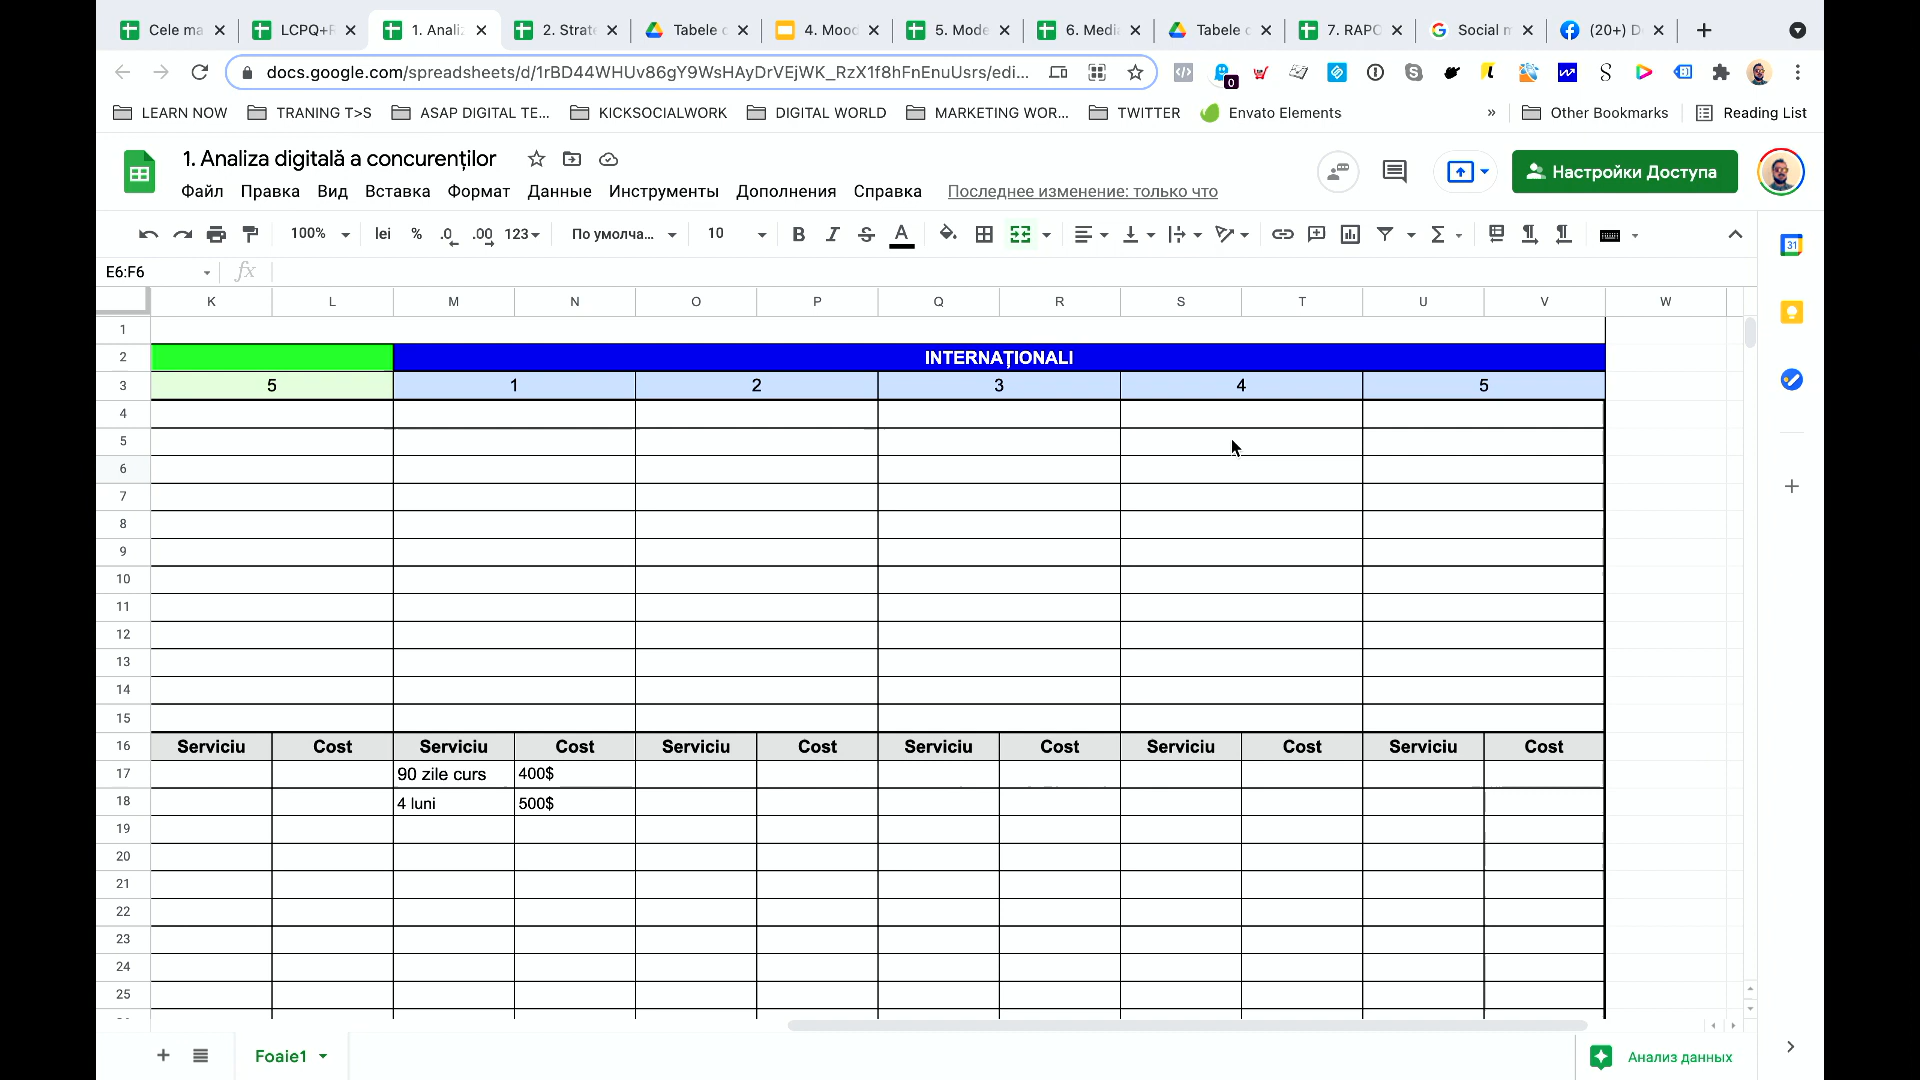 Cele ma
LCPQ+F
1. Analiz
2. Strate
Tabele c
4. Mood
5. Mode
6. Media
Tabele c
7. RAPO
Social m
(20+) D
docs.google.com/spreadsheets/d/1rBD44WHUv86gY9WsHAyDrVEjWK_RzX1f8hFnEnuUsrs/edi...
0
LEARN NOW
TRANING T>S
ASAP DIGITAL TE...
KICKSOCIALWORK
DIGITAL WORLD
MARKETING WOR...
TWITTER
Envato Elements
»
Other Bookmarks
Reading List
1. Analiza digitală a concurenților
Файл Правка Вид Вставка Формат Данные Инструменты Дополнения Справка Последнее изменение: только что
Настройки Доступа
100% lei % .0 .00 123 По умолча... 10 B I S A
31
E6:F6
fx
K L M N O P Q R S T U V W
1
2 INTERNAȚIONALI
3 5 1 2 3 4 5
4
5
6
7
8
9
10
11
12
13
14
15
16 Serviciu Cost Serviciu Cost Serviciu Cost Serviciu Cost Serviciu Cost Serviciu Cost
17 90 zile curs 400$
18 4 luni 500$
19
20
21
22
23
24
25
Foaie1
Анализ данных